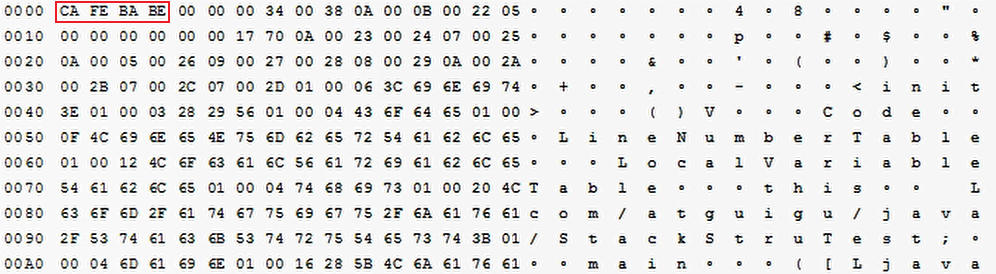 0000 CA FE BA BE 00 00 00 34 00 38 0A 00 0B 00 22 05 ∘ ∘ ∘ ∘ ∘ ∘ ∘ 4 ∘ 8 ∘ ∘ ∘ ∘ " ∘
0010 00 00 00 00 00 00 17 70 0A 00 23 00 24 07 00 25 ∘ ∘ ∘ ∘ ∘ ∘ ∘ p ∘ ∘ # ∘ $ ∘ ∘ %
0020 0A 00 05 00 26 09 00 27 00 28 08 00 29 0A 00 2A ∘ ∘ ∘ ∘ & ∘ ∘ ' ∘ ( ∘ ∘ ) ∘ ∘ *
0030 00 2B 07 00 2C 07 00 2D 01 00 06 3C 69 6E 69 74 ∘ + ∘ ∘ , ∘ ∘ - ∘ ∘ ∘ < i n i t
0040 3E 01 00 03 28 29 56 01 00 04 43 6F 64 65 01 00 > ∘ ∘ ∘ ( ) V ∘ ∘ ∘ C o d e ∘ ∘
0050 0F 4C 69 6E 65 4E 75 6D 62 65 72 54 61 62 6C 65 ∘ L i n e N u m b e r T a b l e
0060 01 00 12 4C 6F 63 61 6C 56 61 72 69 61 62 6C 65 ∘ ∘ ∘ L o c a l V a r i a b l e
0070 54 61 62 6C 65 01 00 04 74 68 69 73 01 00 20 4C T a b l e ∘ ∘ ∘ t h i s ∘ ∘ L
0080 63 6F 6D 2F 61 74 67 75 69 67 75 2F 6A 61 76 61 c o m / a t g u i g u / j a v a
0090 2F 53 74 61 63 6B 53 74 72 75 54 65 73 74 3B 01 / S t a c k S t r u T e s t ; ∘
00A0 00 04 6D 61 69 6E 01 00 16 28 5B 4C 6A 61 76 61 ∘ ∘ m a i n ∘ ∘ ∘ ( [ L j a v a